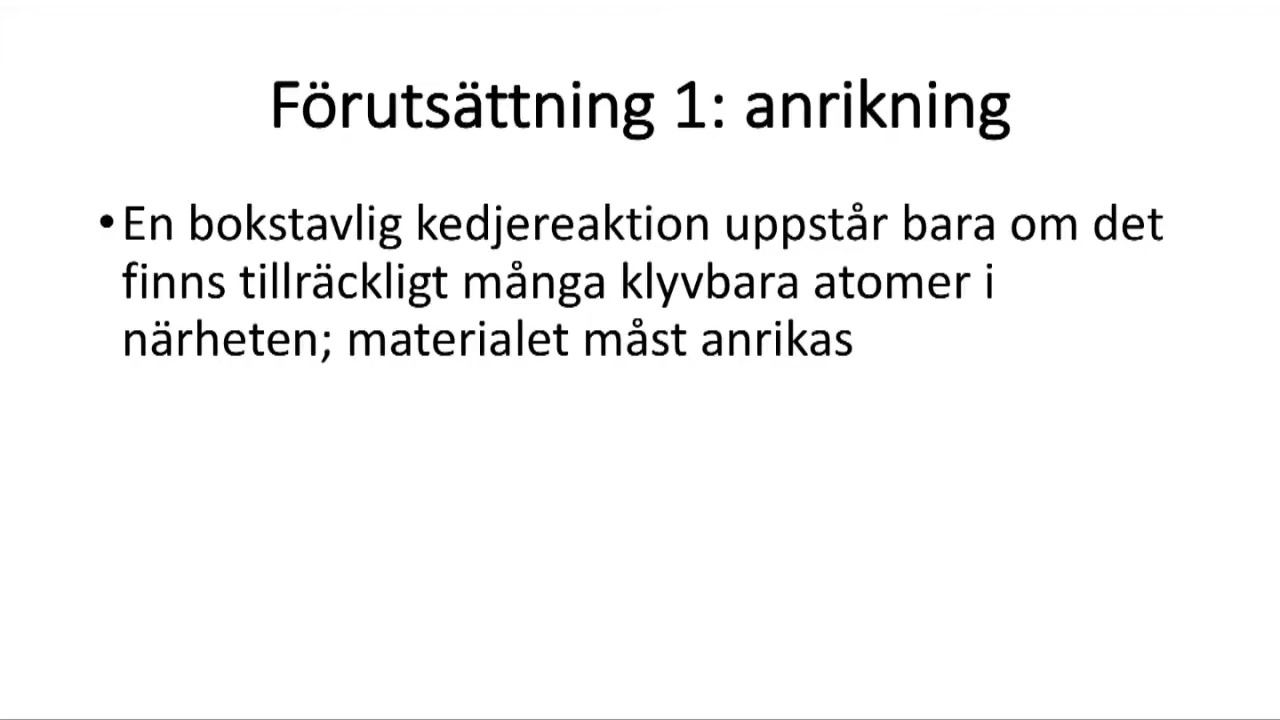 Förutsättning 1: anrikning
•En bokstavlig kedjereaktion uppstår bara om det
finns tillräckligt många klyvbara atomer i
närheten; materialet måst anrikas